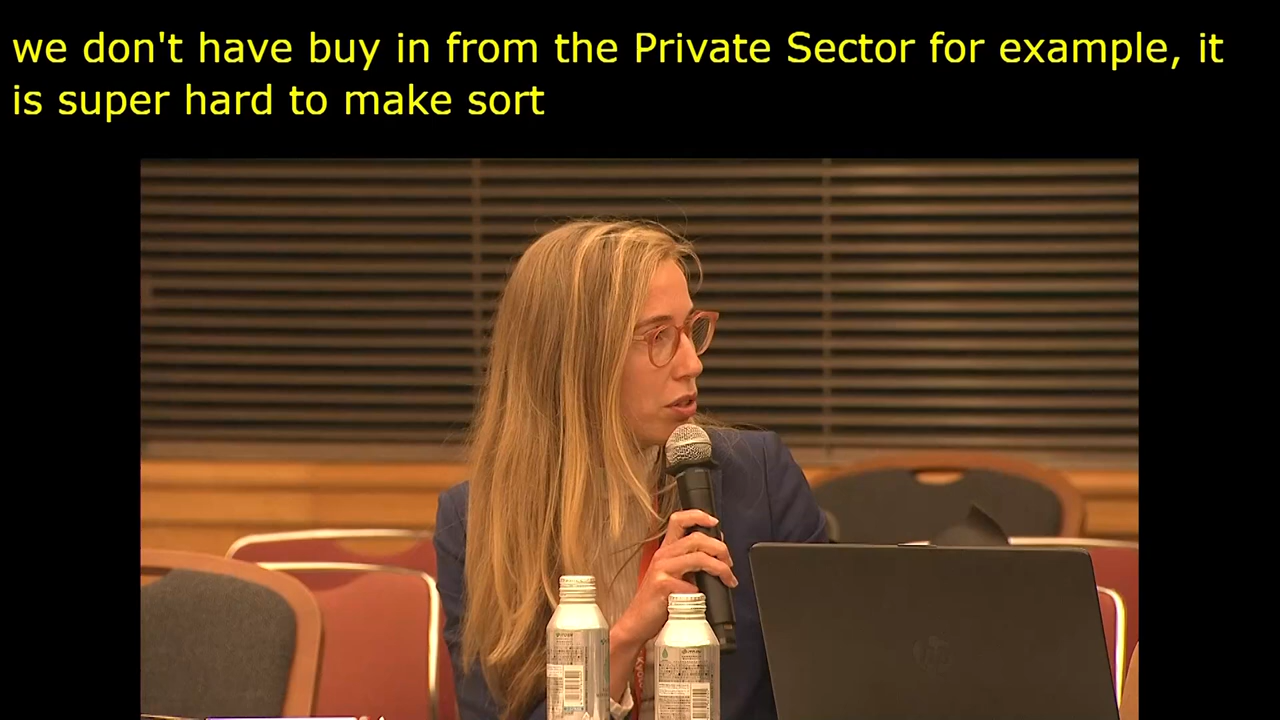 we don't have buy in from the Private Sector for example, it
is super hard to make sort